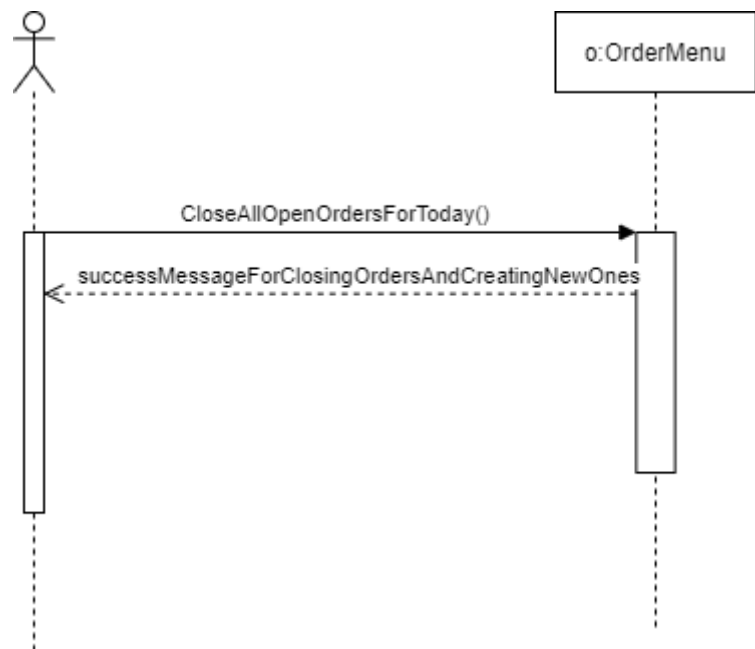 o:OrderMenu
CloseAllOpenOrdersForToday()
successMessageForClosingOrdersAndCreatingNewOnes